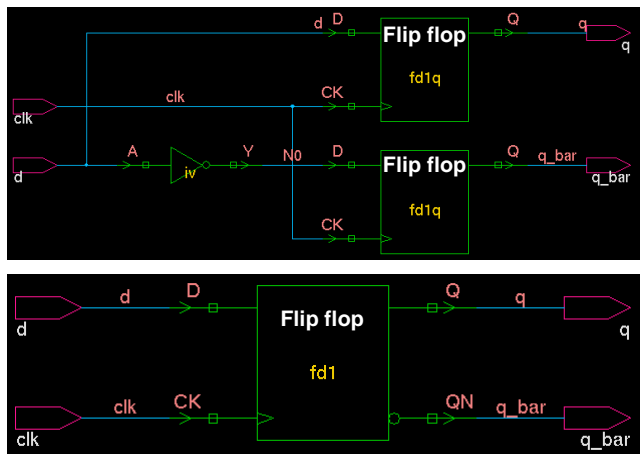 d D Q q
Flip flop
q
fd1q
clk CK
clk
A Y N0 D Q q_bar
Flip flop
d iv q_bar
fd1q
CK
d D Q q
d Flip flop q
fd1
clk CK QN q_bar
clk q_bar